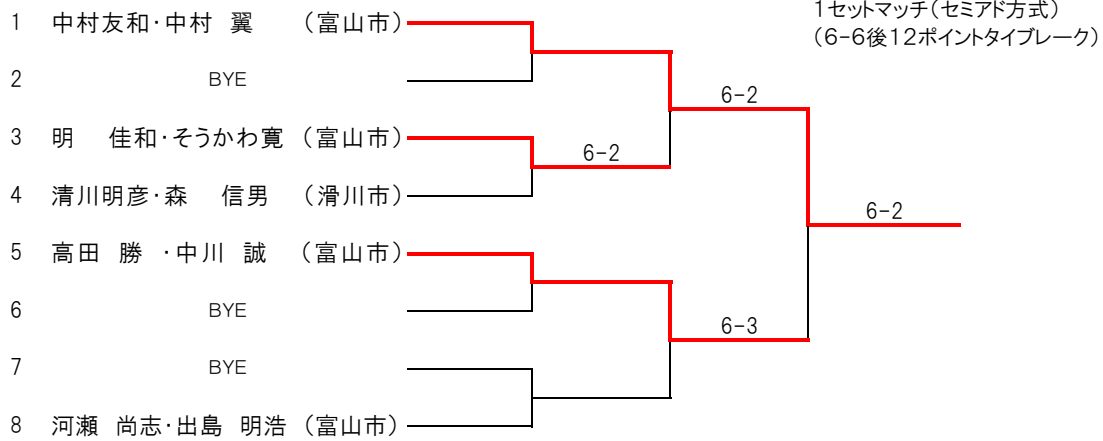 1セットマッチ(セミアド方式)
(6-6後12ポイントタイブレーク)
1 中村友和・中村 翼 (富山市)
2 BYE
6-2
3 明 佳和・そうかわ寛 (富山市)
6-2
4 清川明彦・森 信男 (滑川市)
6-2
5 高田 勝 ・中川 誠 (富山市)
6 BYE
6-3
7 BYE
8 河瀬 尚志・出島 明浩 (富山市)